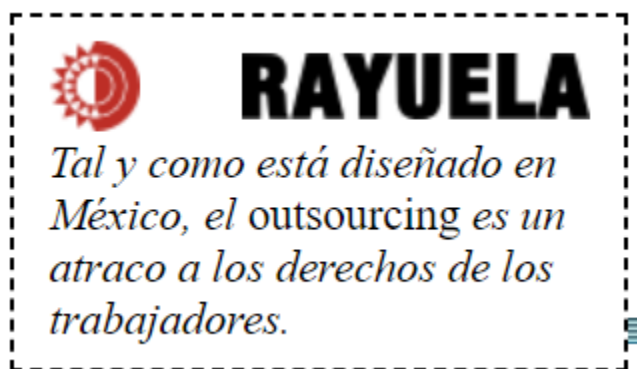 RAYUELA
Tal y como está diseñado en
México, el outsourcing es un
atraco a los derechos de los
trabajadores.